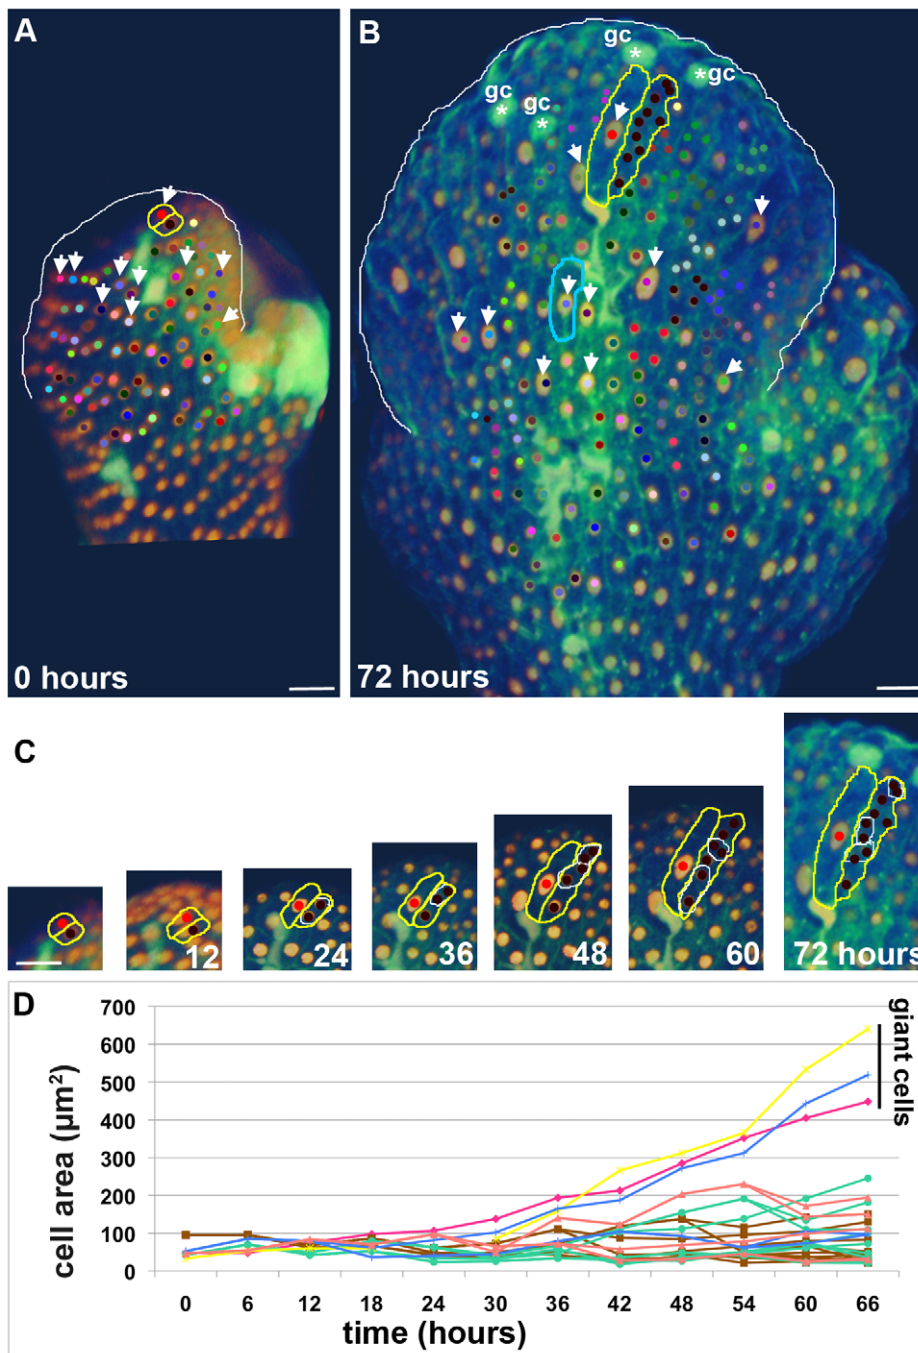 A
0 hours
B
gc
*
* gc
gc
*
gc
*
72 hours
C
12
24
36
48
60
72 hours
D
700
600
500
400
300
200
100
0
cell area (µm²)
0 6 12 18 24 30 36 42 48 54 60 66
time (hours)
giant cells